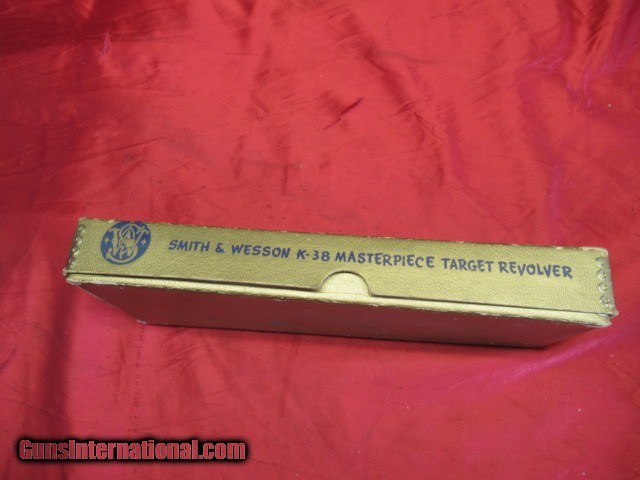 SMITH & WESSON K-38 MASTERPIECE TARGET REVOLVER
GunsInternational.com